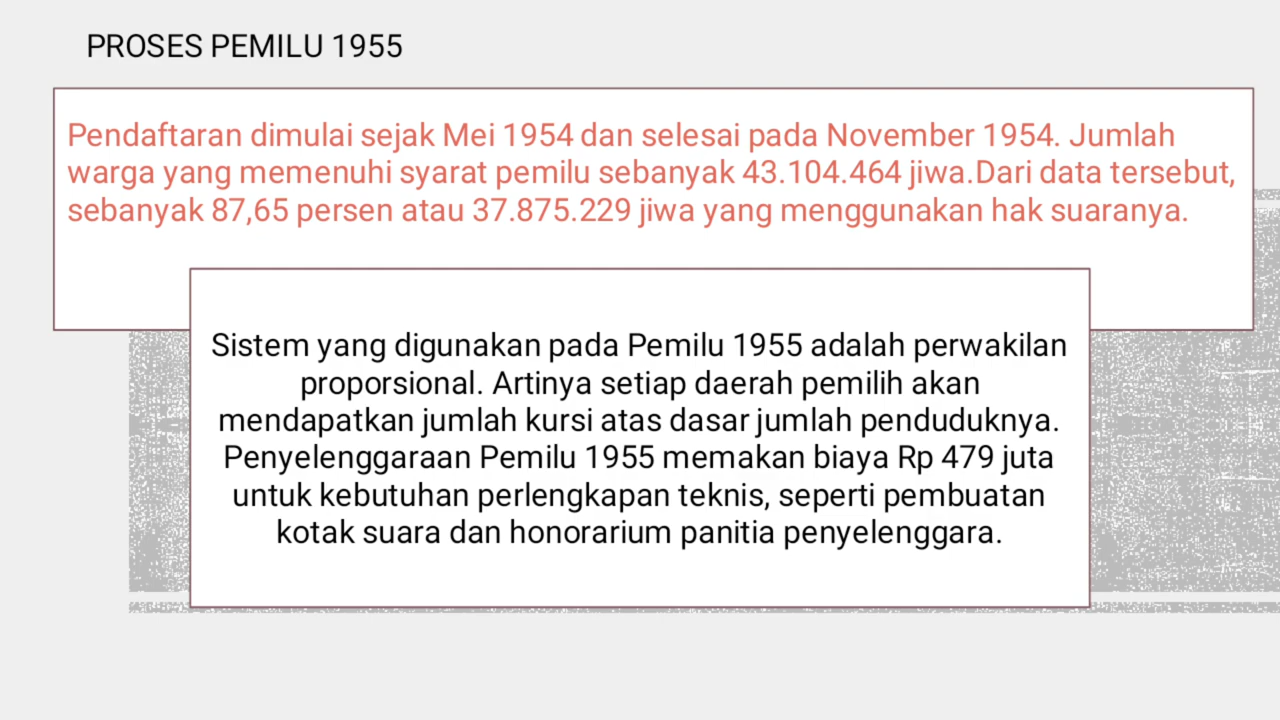 PROSES PEMILU 1955
Pendaftaran dimulai sejak Mei 1954 dan selesai pada November 1954. Jumlah
warga yang memenuhi syarat pemilu sebanyak 43.104.464 jiwa.Dari data tersebut,
sebanyak 87,65 persen atau 37.875.229 jiwa yang menggunakan hak suaranya.
Sistem yang digunakan pada Pemilu 1955 adalah perwakilan
proporsional. Artinya setiap daerah pemilih akan
mendapatkan jumlah kursi atas dasar jumlah penduduknya.
Penyelenggaraan Pemilu 1955 memakan biaya Rp 479 juta
untuk kebutuhan perlengkapan teknis, seperti pembuatan
kotak suara dan honorarium panitia penyelenggara.